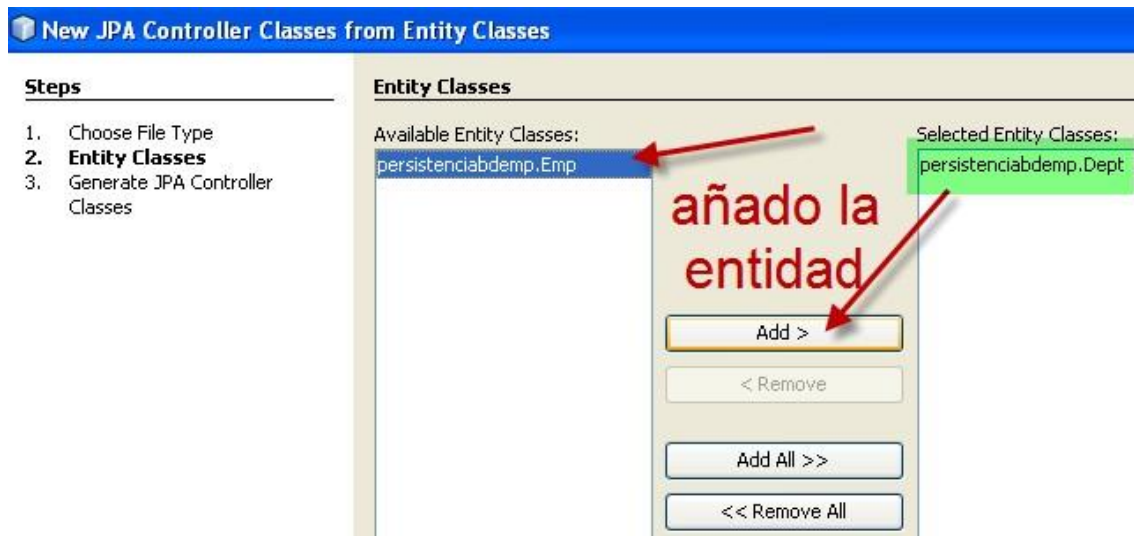 New JPA Controller Classes from Entity Classes
Steps
1. Choose File Type
2. Entity Classes
3. Generate JPA Controller
Classes
Entity Classes
Available Entity Classes:
persistenciabdemp.Emp
añado la
entidad
Add >
< Remove
Add All >>
<< Remove All
Selected Entity Classes:
persistenciabdemp.Dept